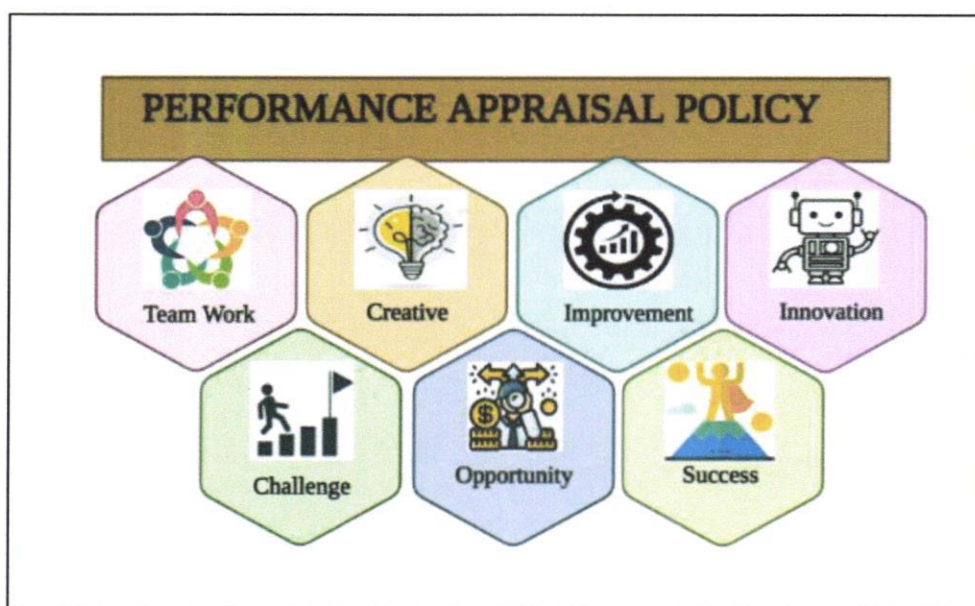 PERFORMANCE APPRAISAL POLICY
Team Work
Creative
Improvement
Innovation
Challenge
Opportunity
Success